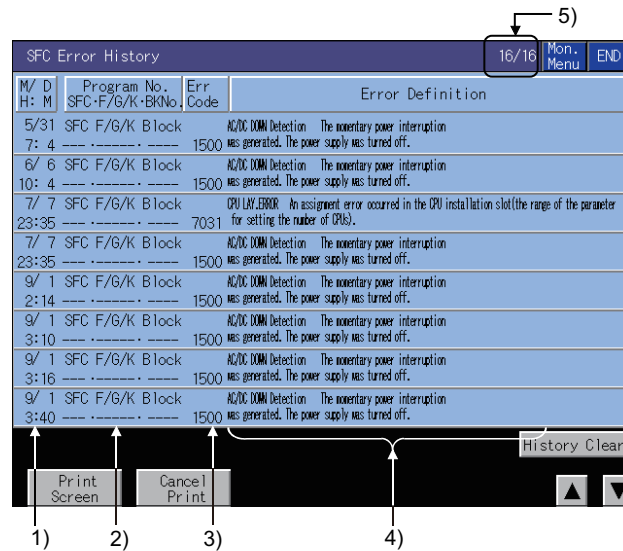 5)
SFC Error History 16/16 Mon. Menu END
M/ D H: M Program No. SFC·F/G/K·BKNo. Err Code Error Definition
5/31 SFC F/G/K Block AC/DC DOWN Detection The momentary power interruption
7: 4 --- ·-----· ---- 1500 was generated. The power supply was turned off.
6/ 6 SFC F/G/K Block AC/DC DOWN Detection The momentary power interruption
10: 4 --- ·-----· ---- 1500 was generated. The power supply was turned off.
7/ 7 SFC F/G/K Block CPU LAY.ERROR An assignment error occurred in the CPU installation slot(the range of the parameter
23:35 --- ·-----· ---- 7031 for setting the number of CPUs).
7/ 7 SFC F/G/K Block AC/DC DOWN Detection The momentary power interruption
23:35 --- ·-----· ---- 1500 was generated. The power supply was turned off.
9/ 1 SFC F/G/K Block AC/DC DOWN Detection The momentary power interruption
2:14 --- ·-----· ---- 1500 was generated. The power supply was turned off.
9/ 1 SFC F/G/K Block AC/DC DOWN Detection The momentary power interruption
3:10 --- ·-----· ---- 1500 was generated. The power supply was turned off.
9/ 1 SFC F/G/K Block AC/DC DOWN Detection The momentary power interruption
3:16 --- ·-----· ---- 1500 was generated. The power supply was turned off.
9/ 1 SFC F/G/K Block AC/DC DOWN Detection The momentary power interruption
3:40 --- ·-----· ---- 1500 was generated. The power supply was turned off.
History Clear
Print Screen Cancel Print ▲ ▼
1) 2) 3) 4)